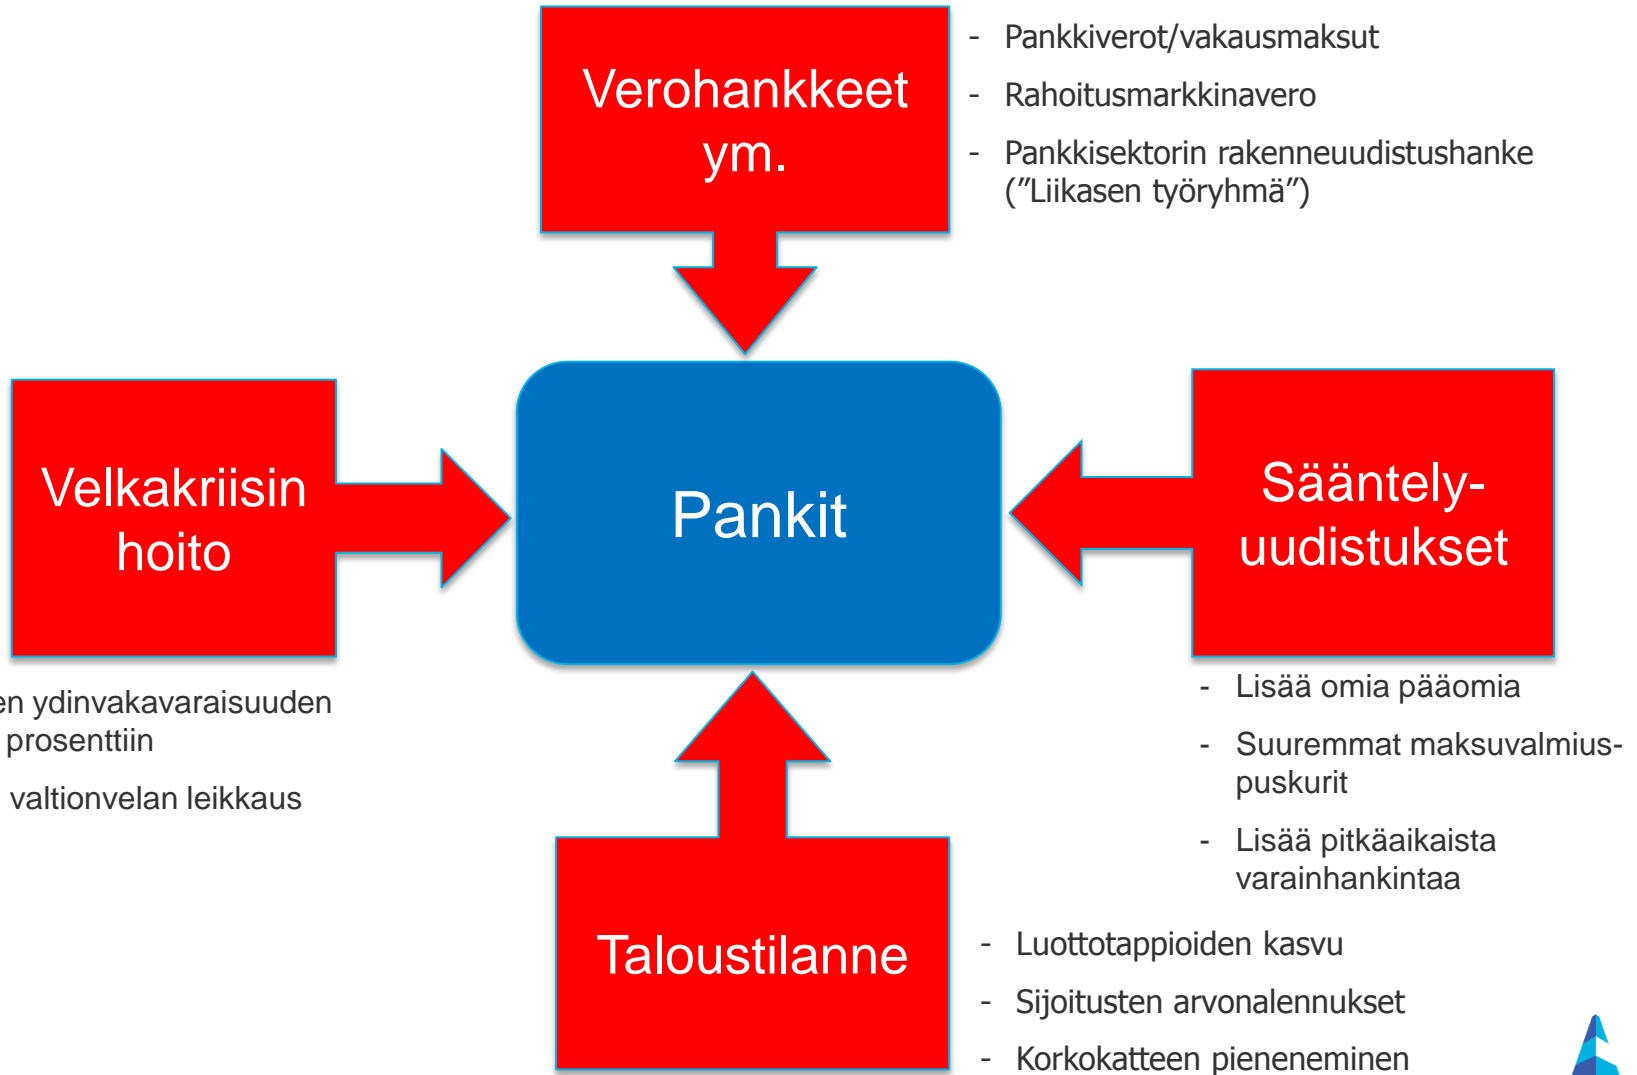 Verohankkeet
ym.
- Pankkiverot/vakausmaksut
- Rahoitusmarkkinavero
- Pankkisektorin rakenneuudistushanke
(”Liikasen työryhmä”)
Velkakriisin
hoito
en ydinvakavaraisuuden
prosenttiin
valtionvelan leikkaus
Pankit
Sääntely-
uudistukset
- Lisää omia pääomia
- Suuremmat maksuvalmius-
puskurit
- Lisää pitkäaikaista
varainhankintaa
Taloustilanne
- Luottotappioiden kasvu
- Sijoitusten arvonalennukset
- Korkokatteen pieneneminen